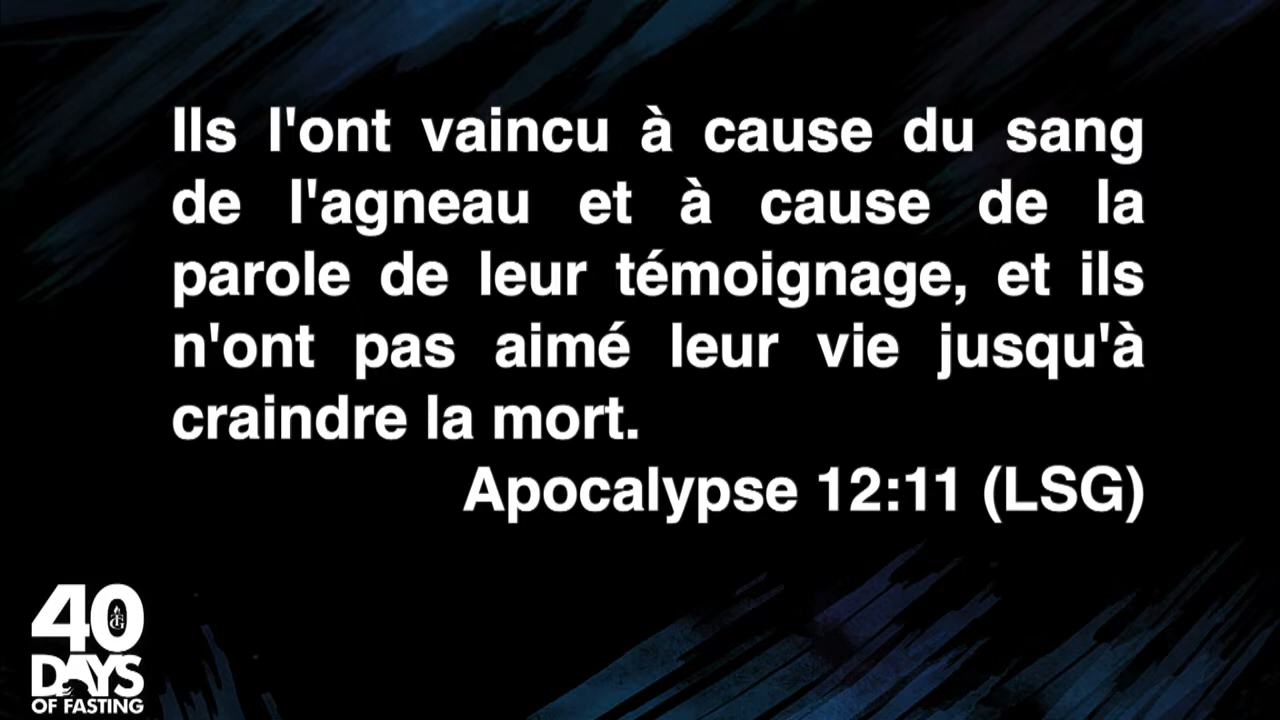 Ils l'ont vaincu à cause du sang
de l'agneau et à cause de la
parole de leur témoignage, et ils
n'ont pas aimé leur vie jusqu'à
craindre la mort.
Apocalypse 12:11 (LSG)
40
DAYS
OF FASTING